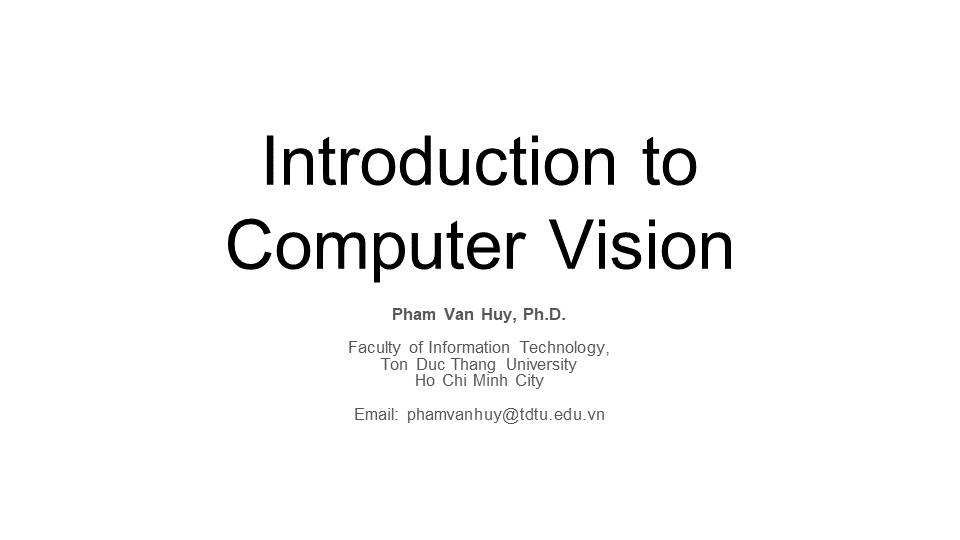 Introduction to
Computer Vision
Pham Van Huy, Ph.D.
Faculty of Information Technology,
Ton Duc Thang University
Ho Chi Minh City
Email: phamvanhuy@tdtu.edu.vn